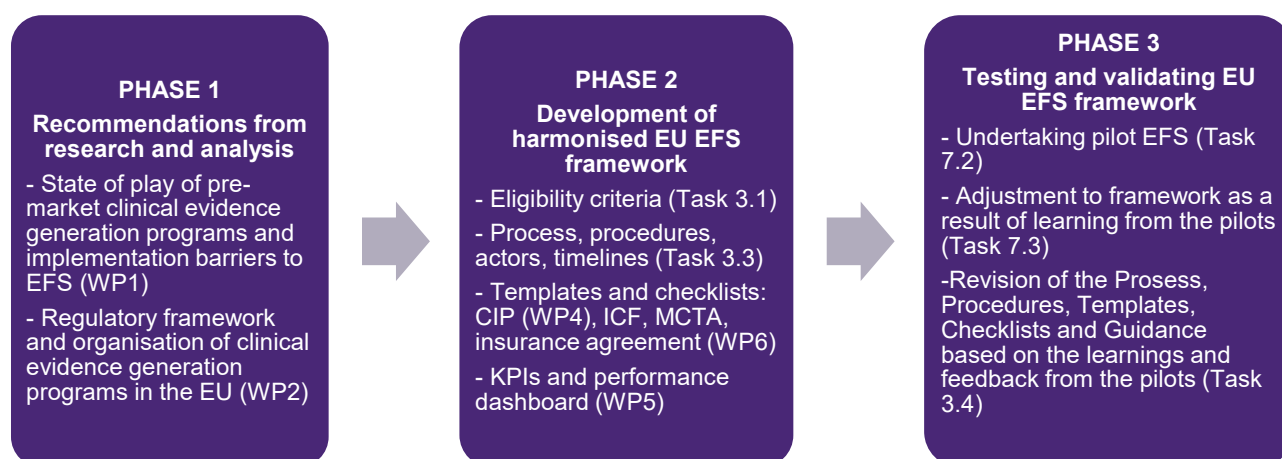 PHASE 1
Recommendations from
research and analysis
- State of play of pre-
market clinical evidence
generation programs and
implementation barriers to
EFS (WP1)
- Regulatory framework
and organisation of clinical
evidence generation
programs in the EU (WP2)
PHASE 2
Development of
harmonised EU EFS
framework
- Eligibility criteria (Task 3.1)
- Process, procedures,
actors, timelines (Task 3.3)
- Templates and checklists:
CIP (WP4), ICF, MCTA,
insurance agreement (WP6)
- KPIs and performance
dashboard (WP5)
PHASE 3
Testing and validating EU
EFS framework
- Undertaking pilot EFS (Task
7.2)
- Adjustment to framework as a
result of learning from the pilots
(Task 7.3)
-Revision of the Prosess,
Procedures, Templates,
Checklists and Guidance
based on the learnings and
feedback from the pilots (Task
3.4)